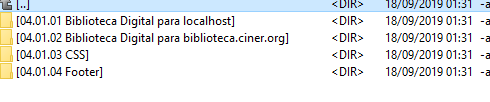 [..] <DIR> 18/09/2019 01:31 -a
[04.01.01 Biblioteca Digital para localhost] <DIR> 18/09/2019 01:31 -a
[04.01.02 Biblioteca Digital para biblioteca.ciner.org] <DIR> 18/09/2019 01:31 -a
[04.01.03 CSS] <DIR> 18/09/2019 01:31 -a
[04.01.04 Footer] <DIR> 18/09/2019 01:31 -a